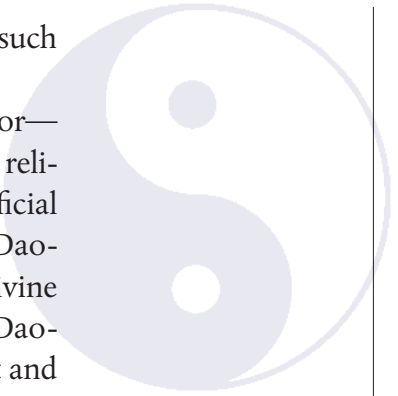 such
or—
reli-
ficial
Dao-
vine
Dao-
and